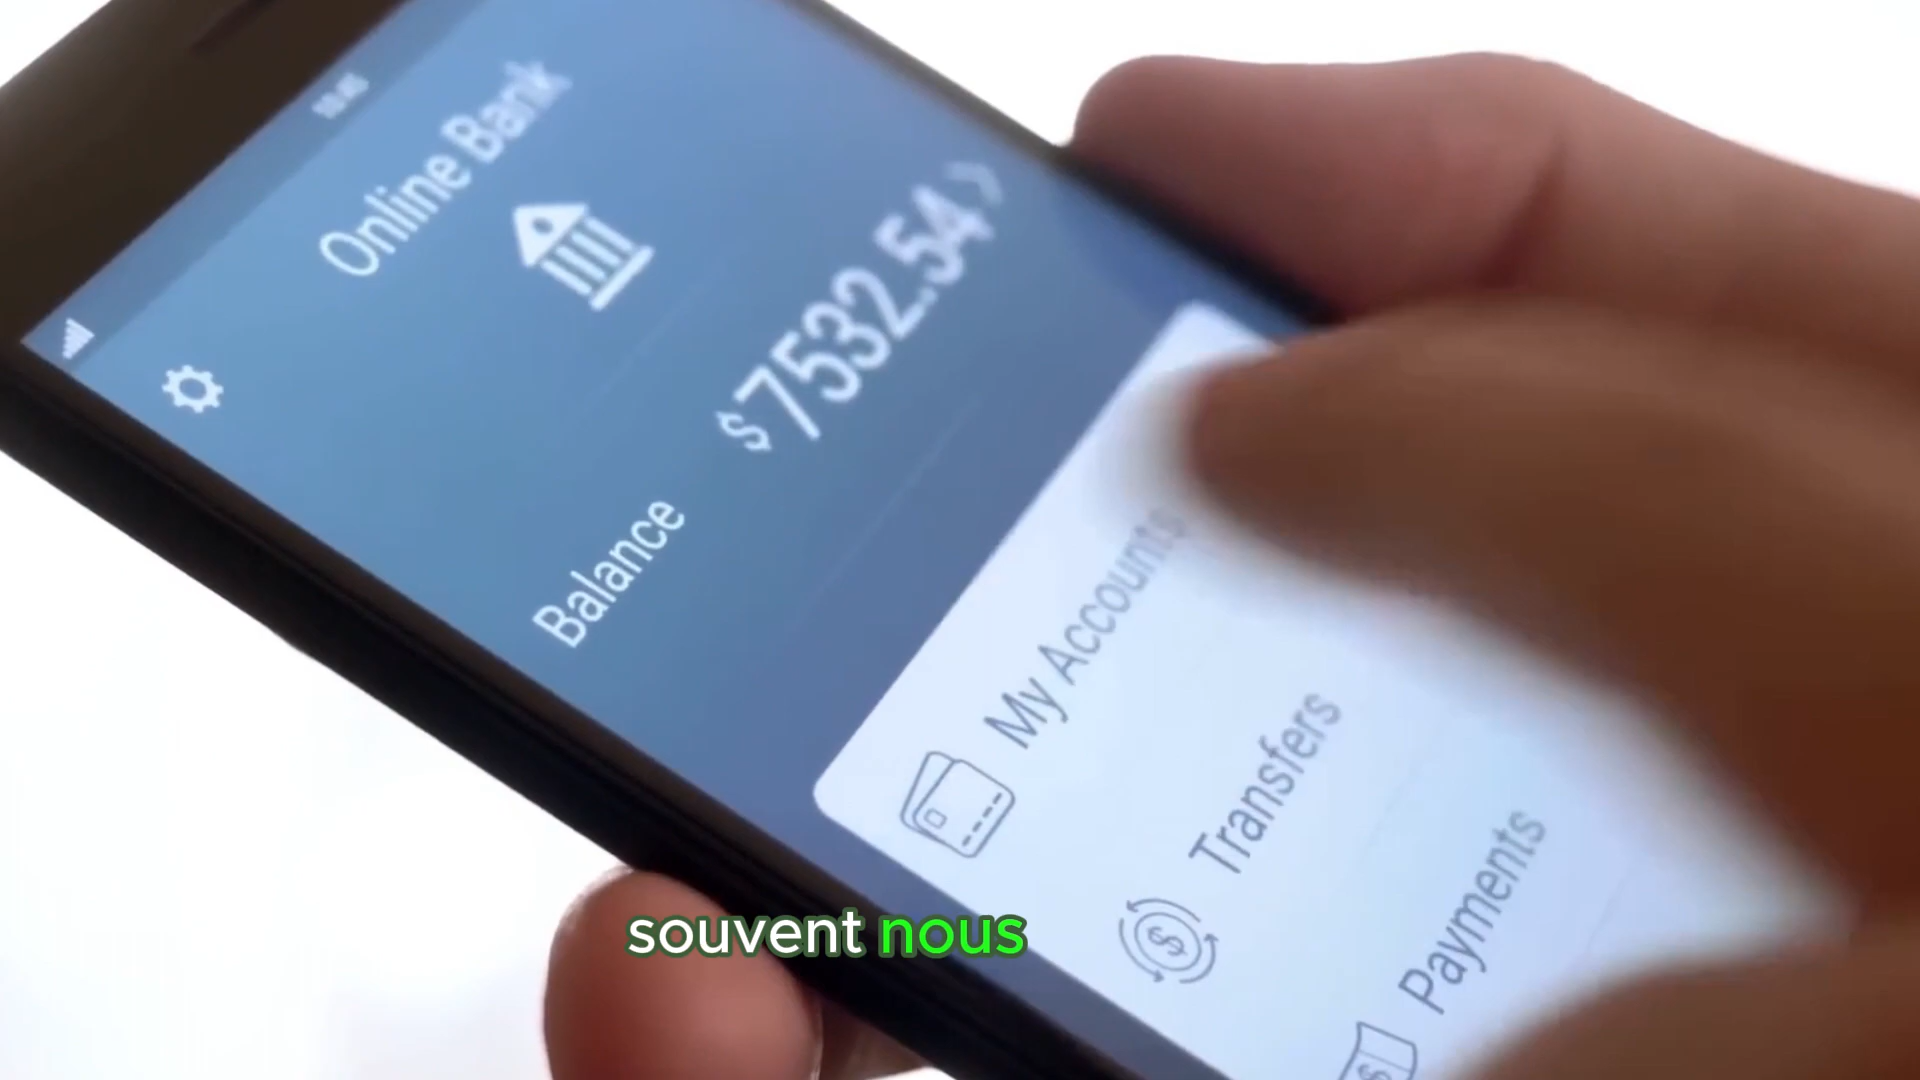 Online Bank
Balance
$7532.54
My Accounts
Transfers
Payments
souvent nous